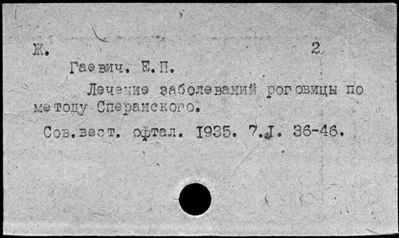 Ж. 2
Гаевич. Е.П.
Лечение заболеваний роговицы по
методу Сперанского.
Сов.вест. офтал. 1935. 7.I. 36-46.